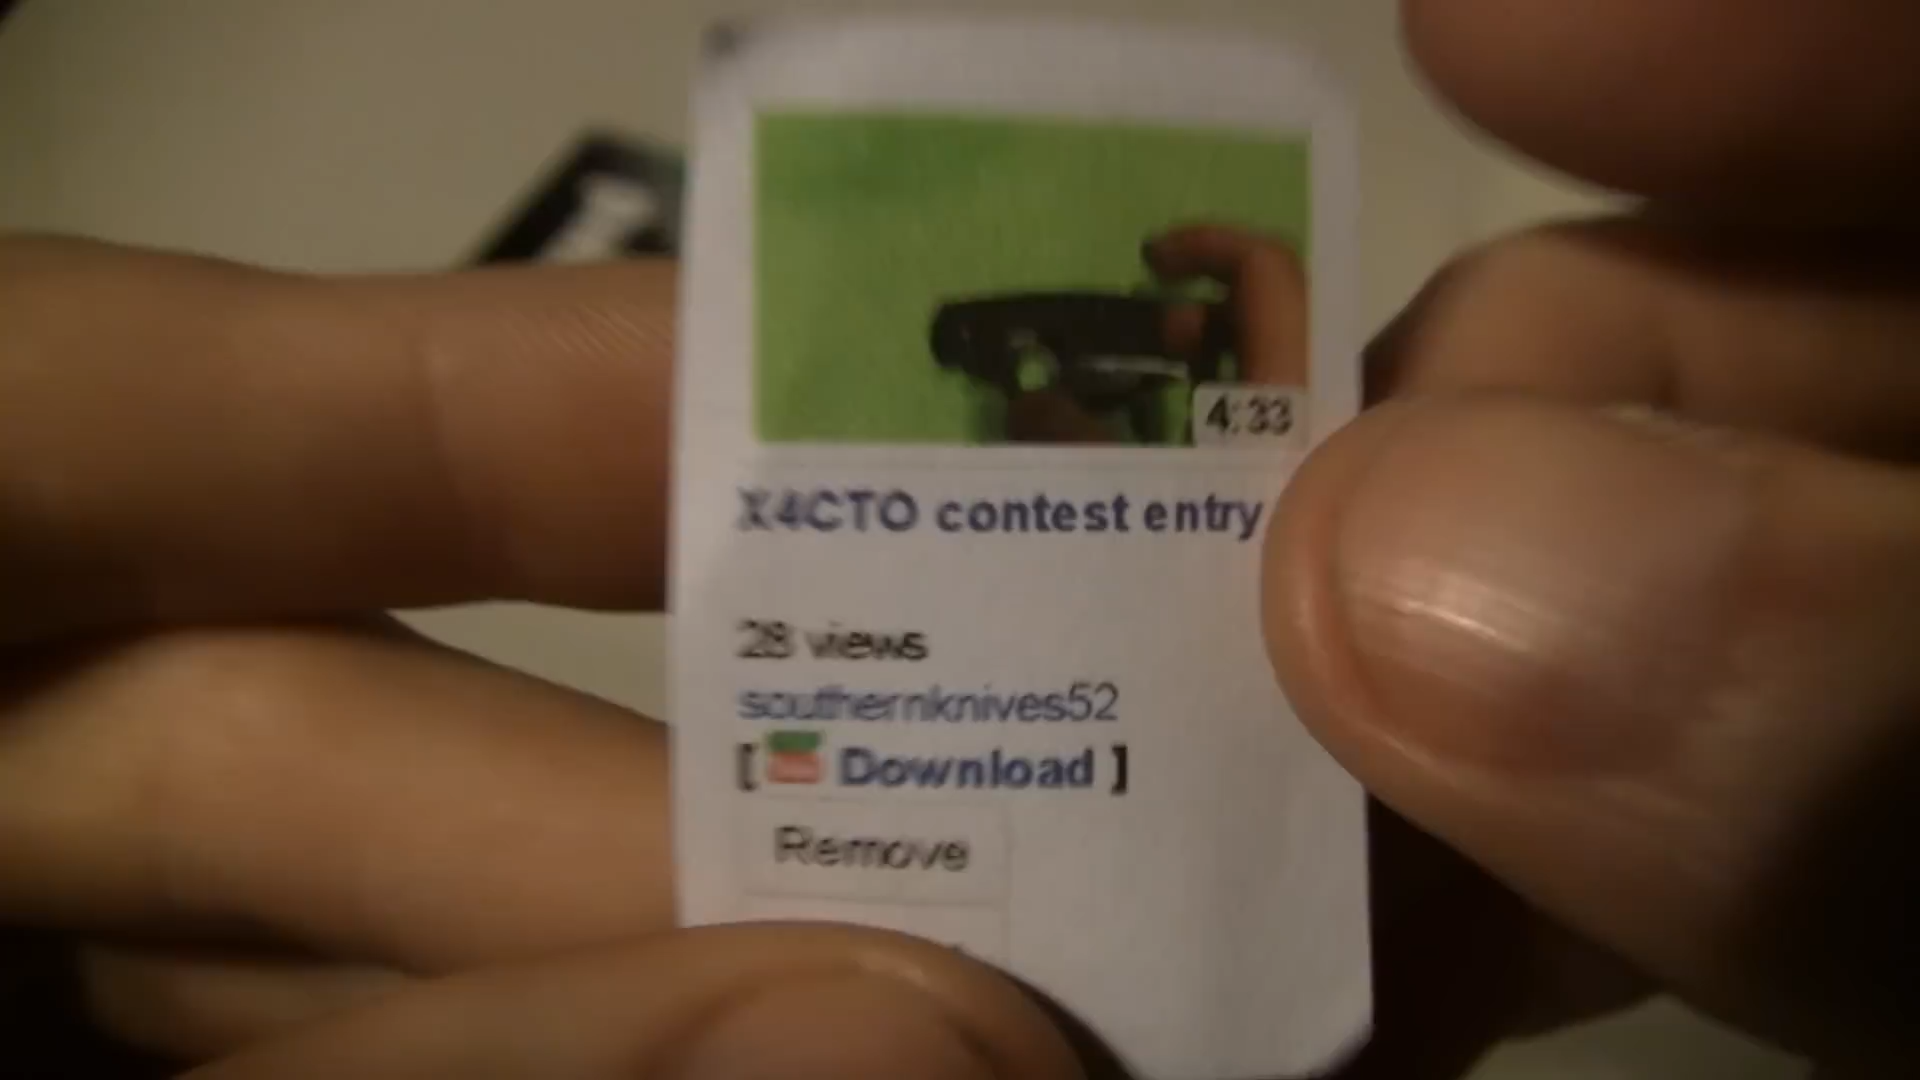 4:33
X4CTO contest entry
28 views
southernknives52
[ Download ]
Remove